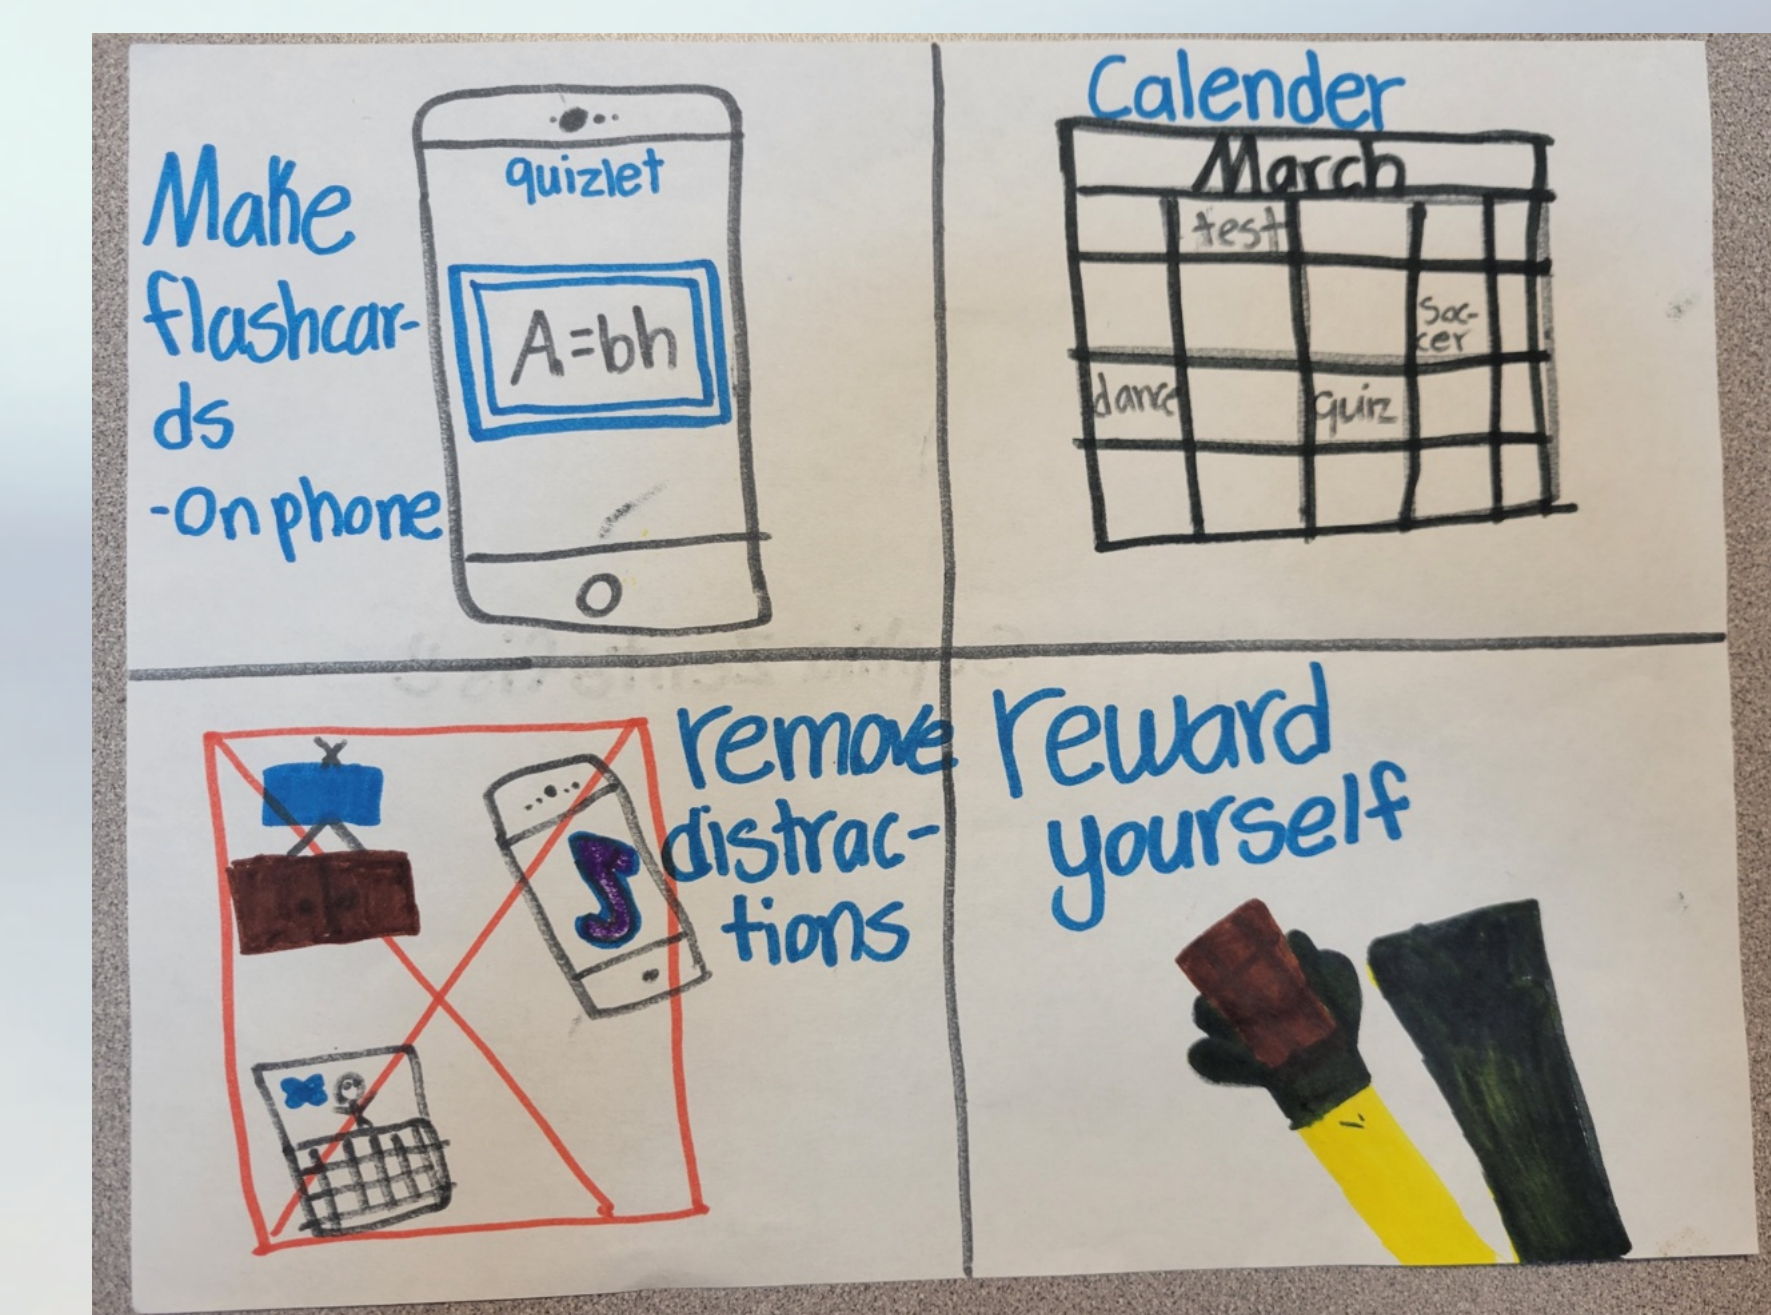 Make
flashcar-
ds
-On phone
quizlet
A=bh
Calender
March
test
soc-
cer
dance
quiz
remove
distrac-
tions
reward
yourself